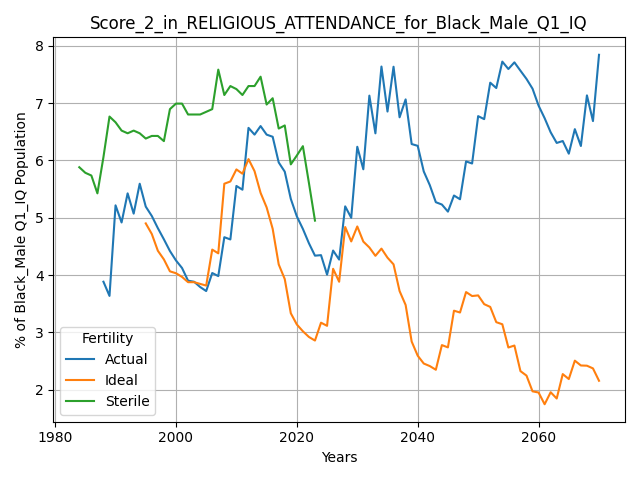 Score_2_in_RELIGIOUS_ATTENDANCE_for_Black_Male_Q1_IQ
% of Black_Male Q1_IQ Population
8
7
6
5
4
3
2
Fertility
Actual
Ideal
Sterile
1980
2000
2020
2040
2060
Years